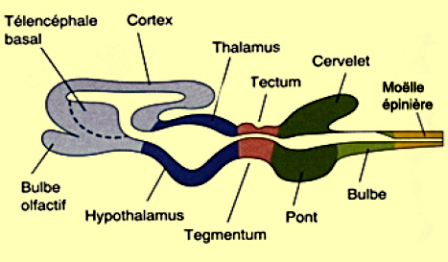 Télencéphale
basal
Cortex
Thalamus
Tectum
Cervelet
Moëlle
épinière
Bulbe
olfactif
Hypothalamus
Tegmentum
Pont
Bulbe